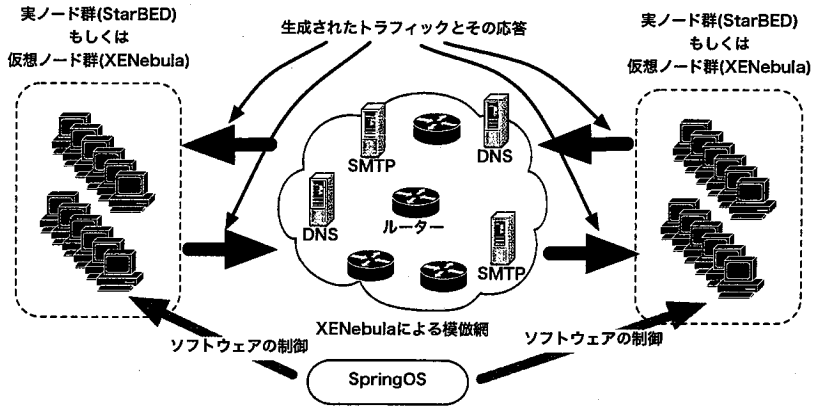 実ノード群(StarBED)
もしくは
仮想ノード群(XENebula)
生成されたトラフィックとその応答
実ノード群(StarBED)
もしくは
仮想ノード群(XENebula)
SMTP
DNS
DNS
ルーター
SMTP
XENebulaによる模倣網
ソフトウェアの制御
ソフトウェアの制御
SpringOS